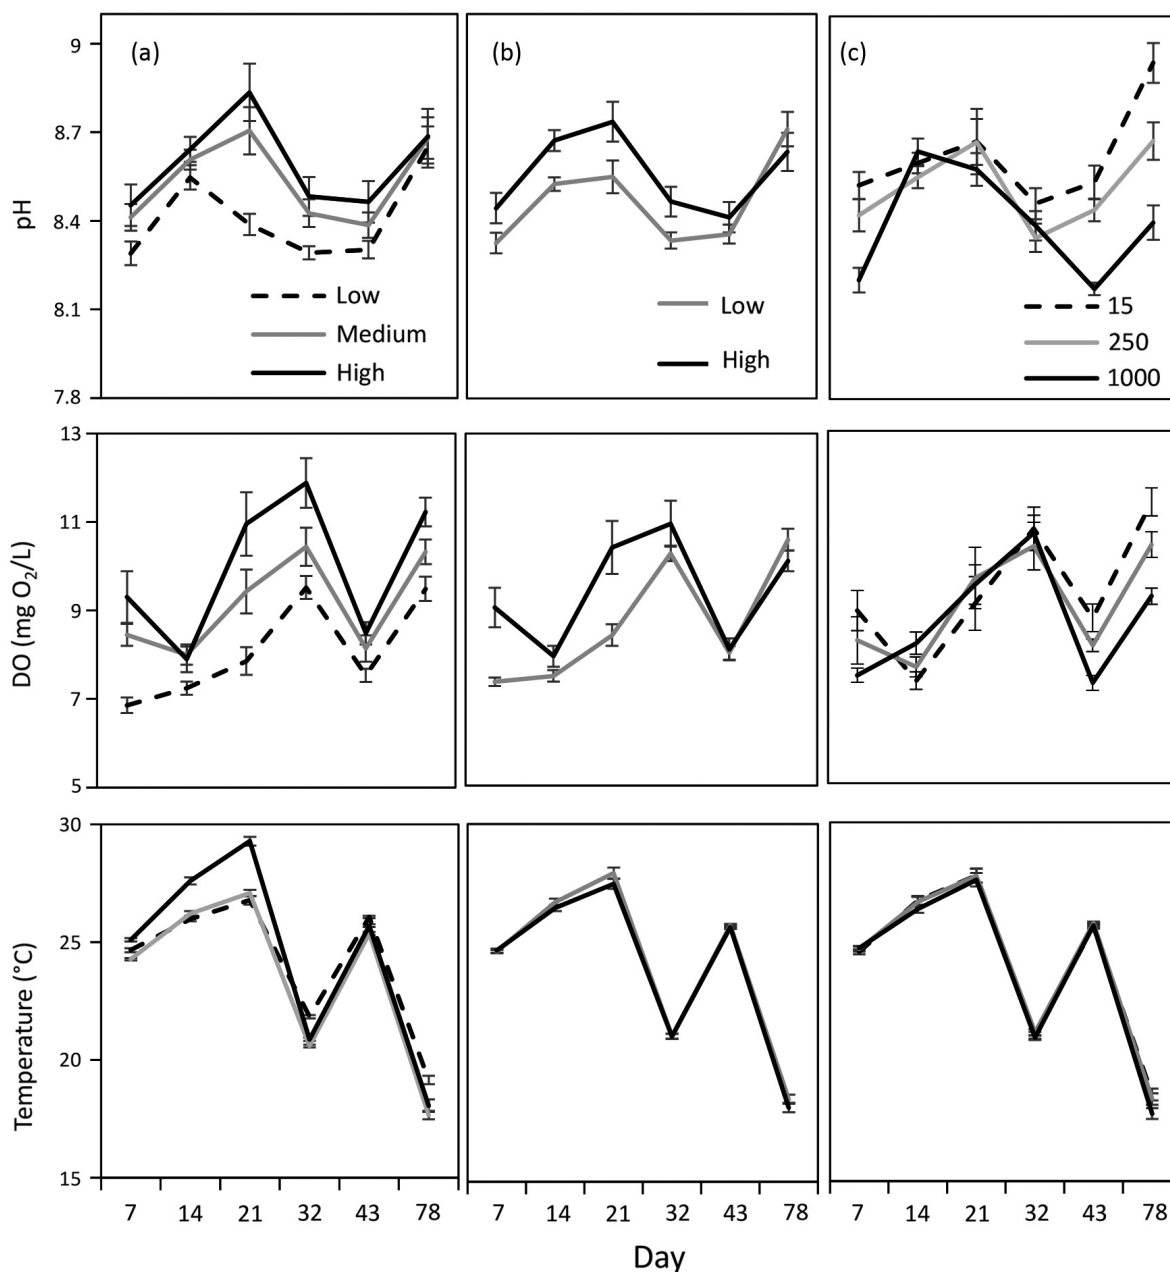 (a)
(b)
(c)
pH
9
8.7
8.4
8.1
7.8
Low
Medium
High
Low
High
15
250
1000
DO (mg O₂/L)
13
11
9
7
5
Temperature (°C)
30
25
20
15
7 14 21 32 43 78
7 14 21 32 43 78
7 14 21 32 43 78
Day